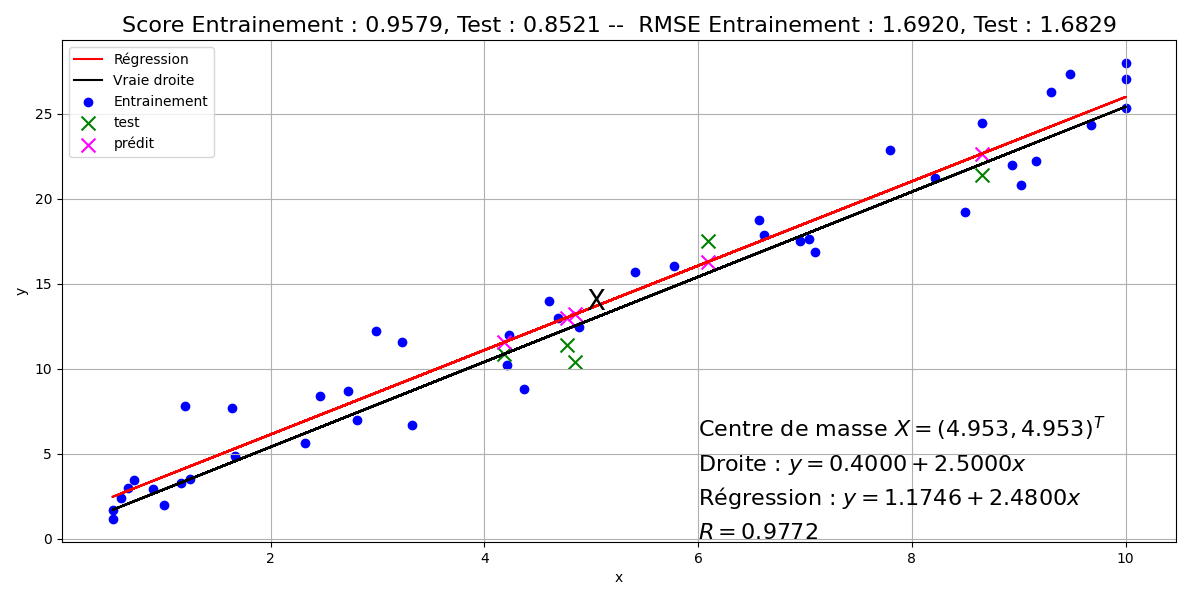 Score Entrainement : 0.9579, Test : 0.8521 --  RMSE Entrainement : 1.6920, Test : 1.6829
Régression
Vraie droite
Entrainement
test
prédit
25
20
15
10
5
0
y
X
Centre de masse X = (4.953, 4.953)^T
Droite : y = 0.4000 + 2.5000x
Régression : y = 1.1746 + 2.4800x
R = 0.9772
2 4 6 8 10
x